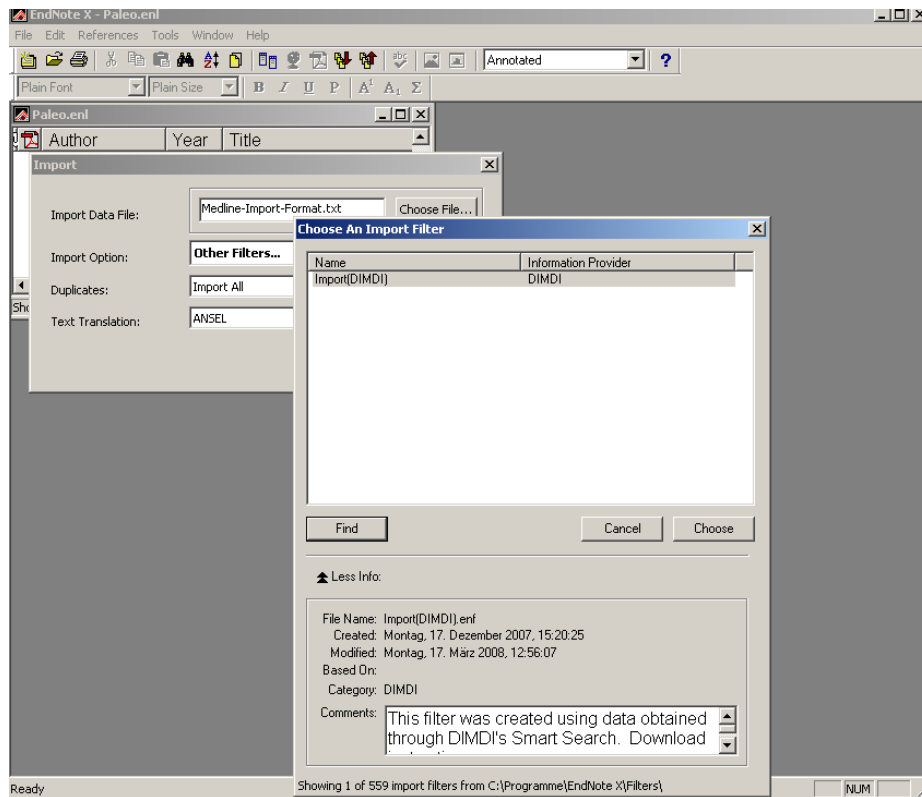 EndNote X - Paleo.enl
File Edit References Tools Window Help
Annotated
Plain Font Plain Size B I U P A¹ A₁ Σ
Paleo.enl
Author Year Title
Import
Import Data File: Medline-Import-Format.txt Choose File...
Import Option: Other Filters...
Duplicates: Import All
Text Translation: ANSEL
Choose An Import Filter
Name Information Provider
Import(DIMDI) DIMDI
Find Cancel Choose
Less Info:
File Name: Import(DIMDI).enf
Created: Montag, 17. Dezember 2007, 15:20:25
Modified: Montag, 17. März 2008, 12:56:07
Based On:
Category: DIMDI
Comments: This filter was created using data obtained
through DIMDI's Smart Search. Download
Showing 1 of 559 import filters from C:\Programme\EndNote X\Filters\
Ready NUM